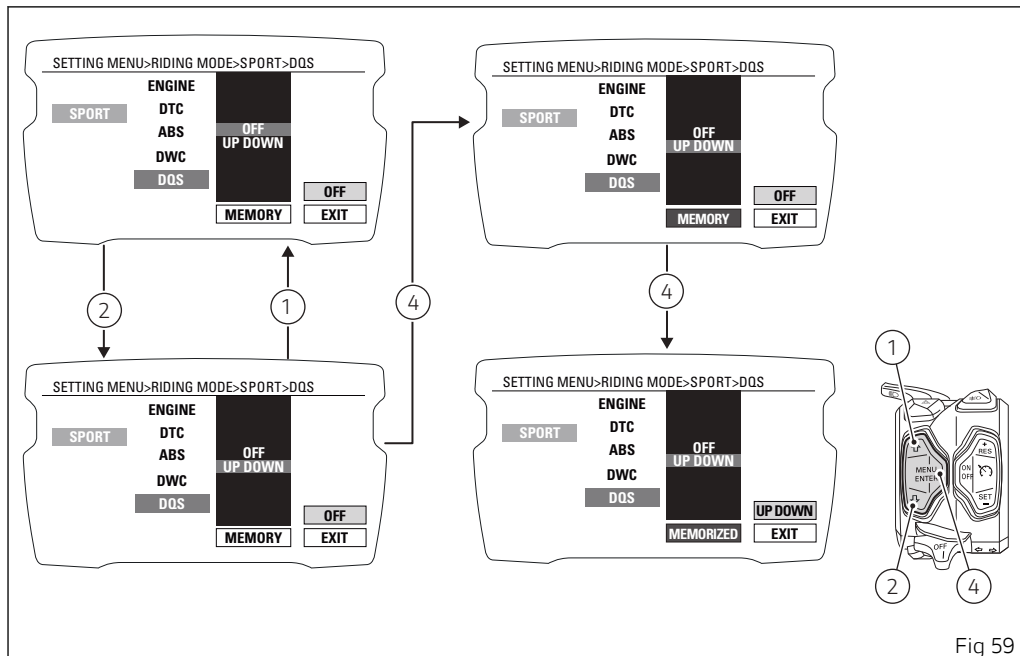 SETTING MENU>RIDING MODE>SPORT>DQS
ENGINE
SPORT
DTC
ABS
OFF
UP DOWN
DWC
DQS
OFF
MEMORY
EXIT
SETTING MENU>RIDING MODE>SPORT>DQS
ENGINE
SPORT
DTC
ABS
OFF
UP DOWN
DWC
DQS
OFF
MEMORY
EXIT
2
1
4
4
SETTING MENU>RIDING MODE>SPORT>DQS
ENGINE
SPORT
DTC
ABS
OFF
UP DOWN
DWC
DQS
OFF
MEMORY
EXIT
SETTING MENU>RIDING MODE>SPORT>DQS
ENGINE
SPORT
DTC
ABS
OFF
UP DOWN
DWC
DQS
UP DOWN
MEMORIZED
EXIT
1
+
RES
MENU
ENTER
ON
OFF
SET
-
OFF
2
4
Fig 59